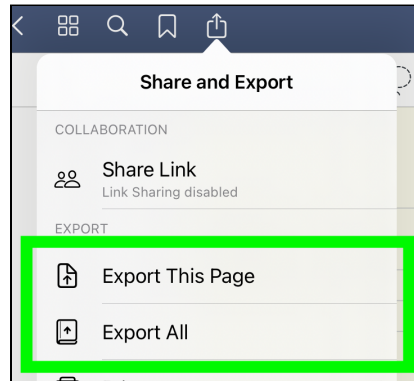 Share and Export
COLLABORATION
Share Link
Link Sharing disabled
EXPORT
Export This Page
Export All